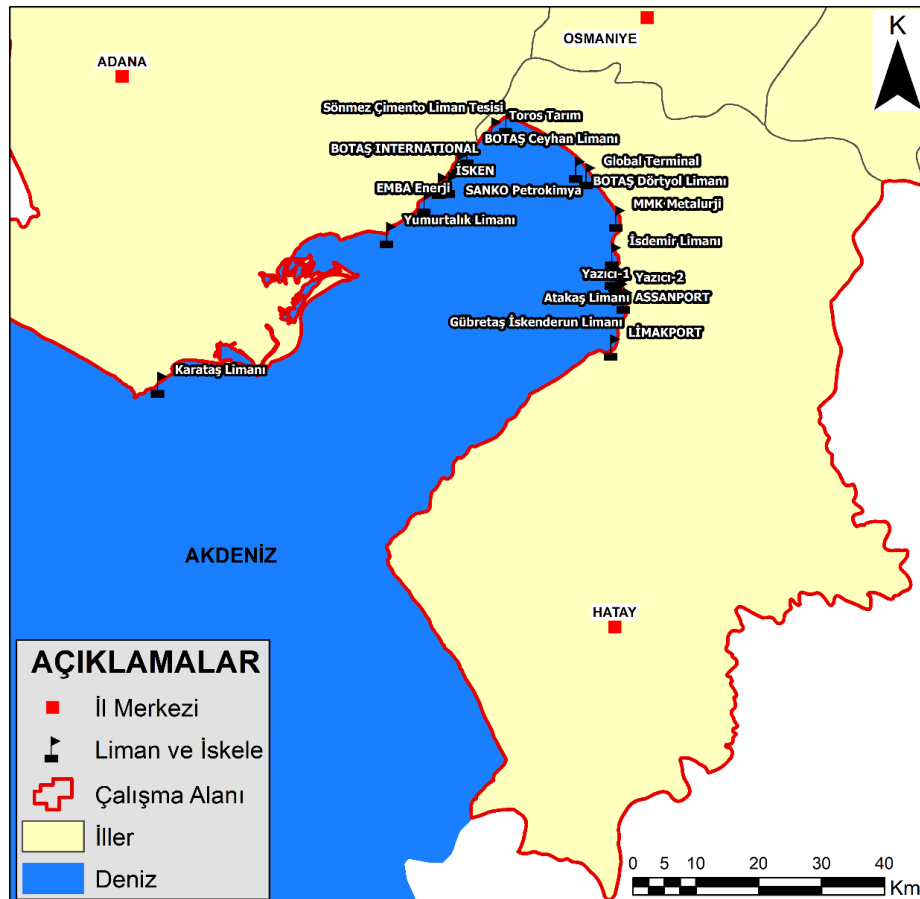 OSMANIYE
K
ADANA
Sönmez Çimento Liman Tesisi
Toros Tarım
BOTAŞ Ceyhan Limanı
BOTAŞ INTERNATIONAL
Global Terminal
İSKEN
EMBA Enerji
SANKO Petrokimya
BOTAŞ Dörtyol Limanı
MMK Metalurji
Yumurtalık Limanı
İsdemir Limanı
Yazıcı-1
Yazıcı-2
Atakaş Limanı
ASSANPORT
Gübretaş İskenderun Limanı
LİMAKPORT
Karataş Limanı
AKDENİZ
HATAY
AÇIKLAMALAR
İl Merkezi
Liman ve İskele
Çalışma Alanı
İller
Deniz
0 5 10 20 30 40
Km